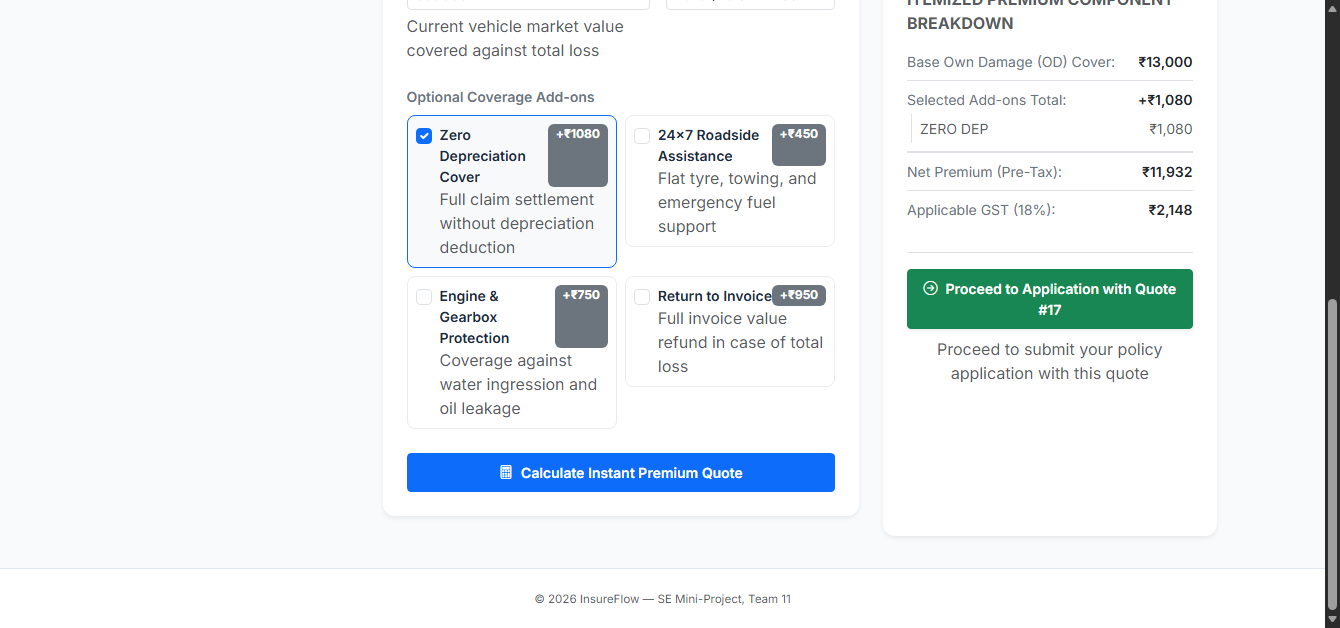 Current vehicle market value
covered against total loss
Optional Coverage Add-ons
Zero
Depreciation
Cover
+₹1080
Full claim settlement
without depreciation
deduction
24×7 Roadside
Assistance
+₹450
Flat tyre, towing, and
emergency fuel
support
Engine &
Gearbox
Protection
+₹750
Coverage against
water ingression and
oil leakage
Return to Invoice
+₹950
Full invoice value
refund in case of total
loss
Calculate Instant Premium Quote
ITEMIZED PREMIUM COMPONENT
BREAKDOWN
Base Own Damage (OD) Cover: ₹13,000
Selected Add-ons Total: +₹1,080
ZERO DEP ₹1,080
Net Premium (Pre-Tax): ₹11,932
Applicable GST (18%): ₹2,148
Proceed to Application with Quote
#17
Proceed to submit your policy
application with this quote
© 2026 InsureFlow — SE Mini-Project, Team 11